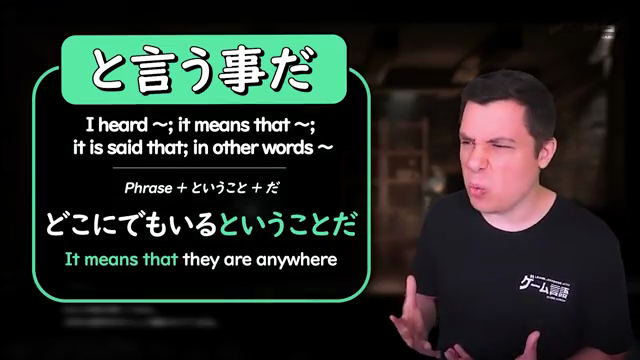 と言う事だ
I heard ～; it means that ～;
it is said that; in other words ～
Phrase + ということ + だ
どこにでもいるということだ
It means that they are anywhere
ゲーム言語